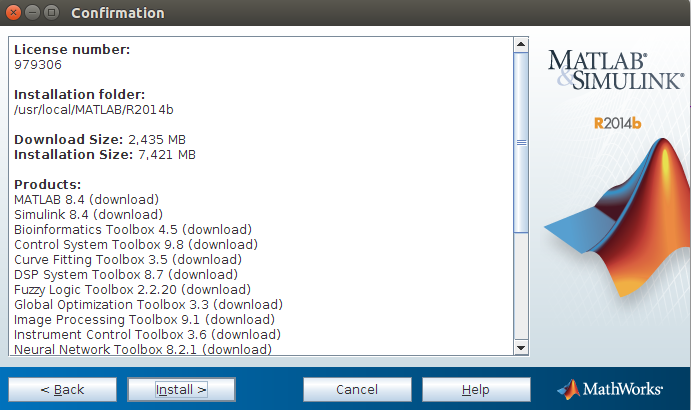 Confirmation
License number:
979306
Installation folder:
/usr/local/MATLAB/R2014b
Download Size: 2,435 MB
Installation Size: 7,421 MB
Products:
MATLAB 8.4 (download)
Simulink 8.4 (download)
Bioinformatics Toolbox 4.5 (download)
Control System Toolbox 9.8 (download)
Curve Fitting Toolbox 3.5 (download)
DSP System Toolbox 8.7 (download)
Fuzzy Logic Toolbox 2.2.20 (download)
Global Optimization Toolbox 3.3 (download)
Image Processing Toolbox 9.1 (download)
Instrument Control Toolbox 3.6 (download)
Neural Network Toolbox 8.2.1 (download)
MATLAB®
&SIMULINK®
R2014b
< Back
Install >
Cancel
Help
MathWorks®